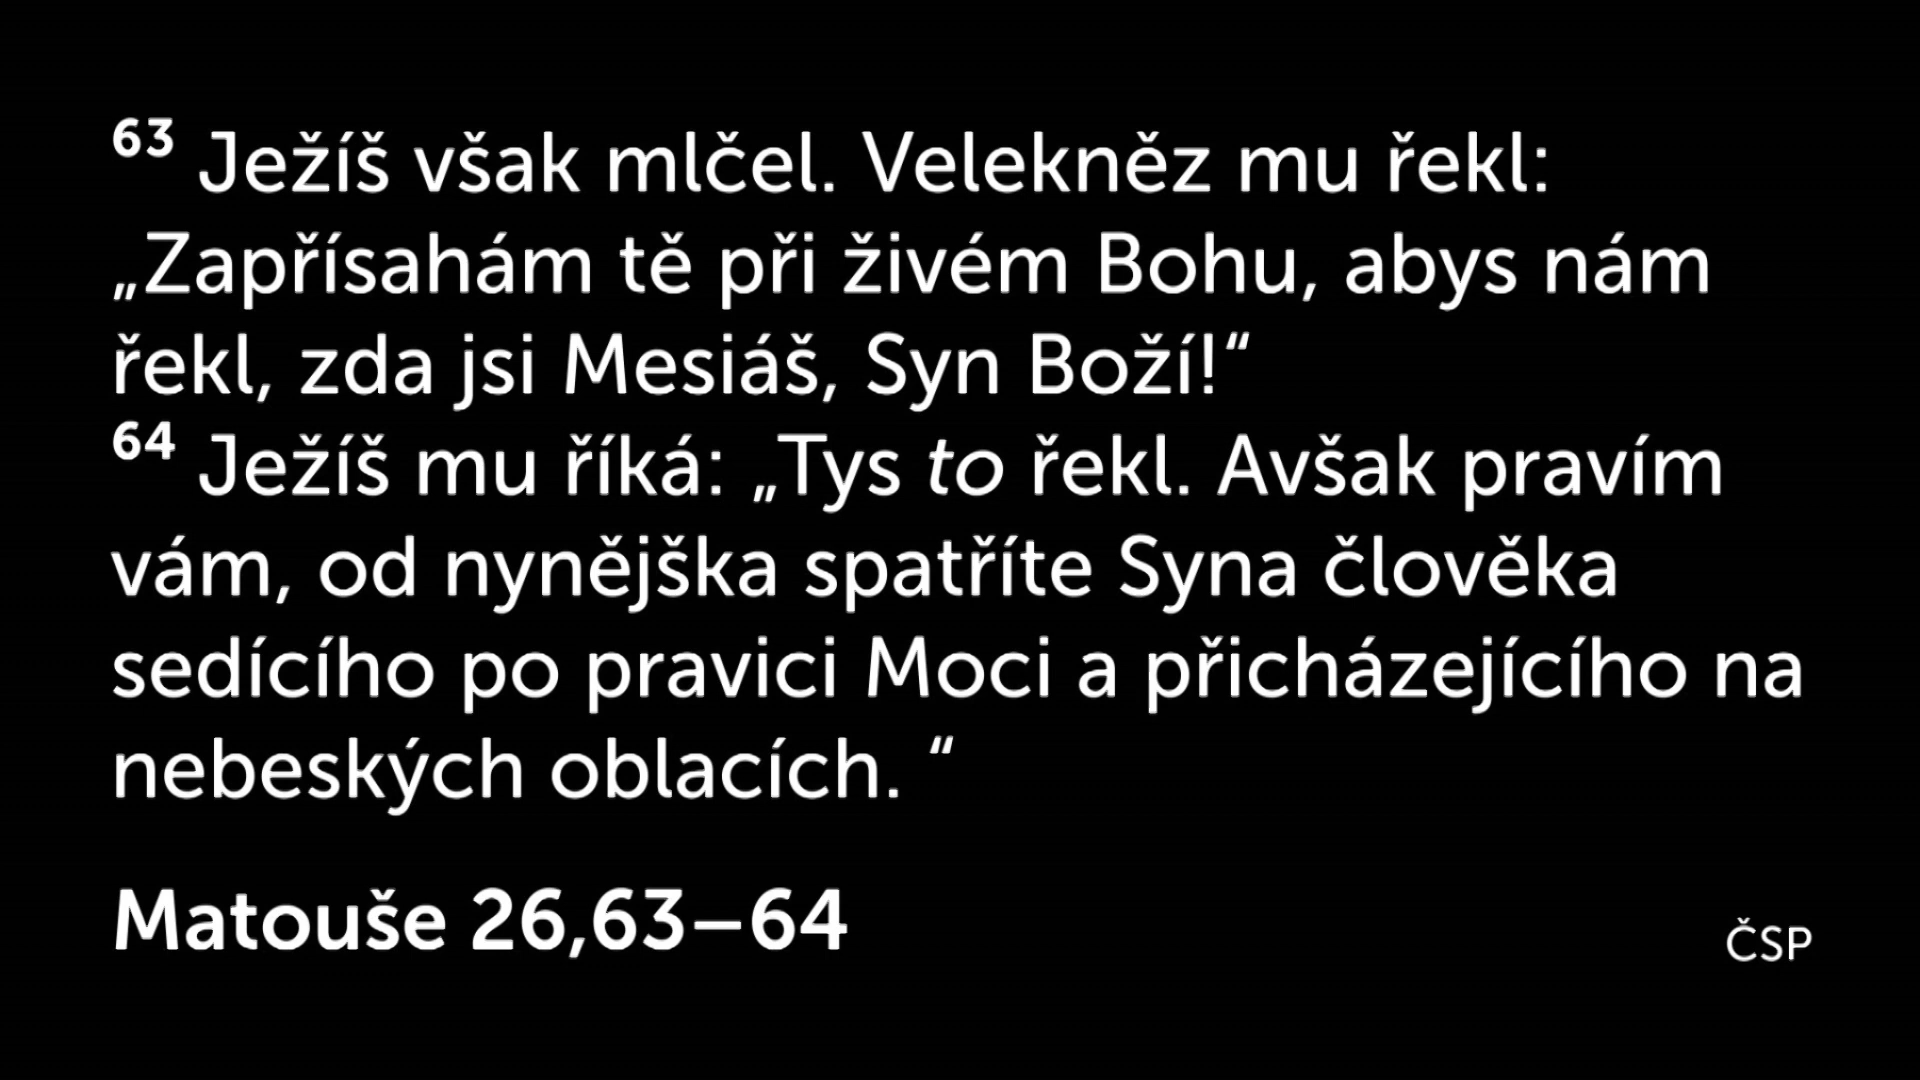 63 Ježíš však mlčel. Velekněz mu řekl:
„Zapřísahám tě při živém Bohu, abys nám
řekl, zda jsi Mesiáš, Syn Boží!“
64 Ježíš mu říká: „Tys to řekl. Avšak pravím
vám, od nynějška spatříte Syna člověka
sedícího po pravici Moci a přicházejícího na
nebeských oblacích. “
Matouše 26,63–64
ČSP